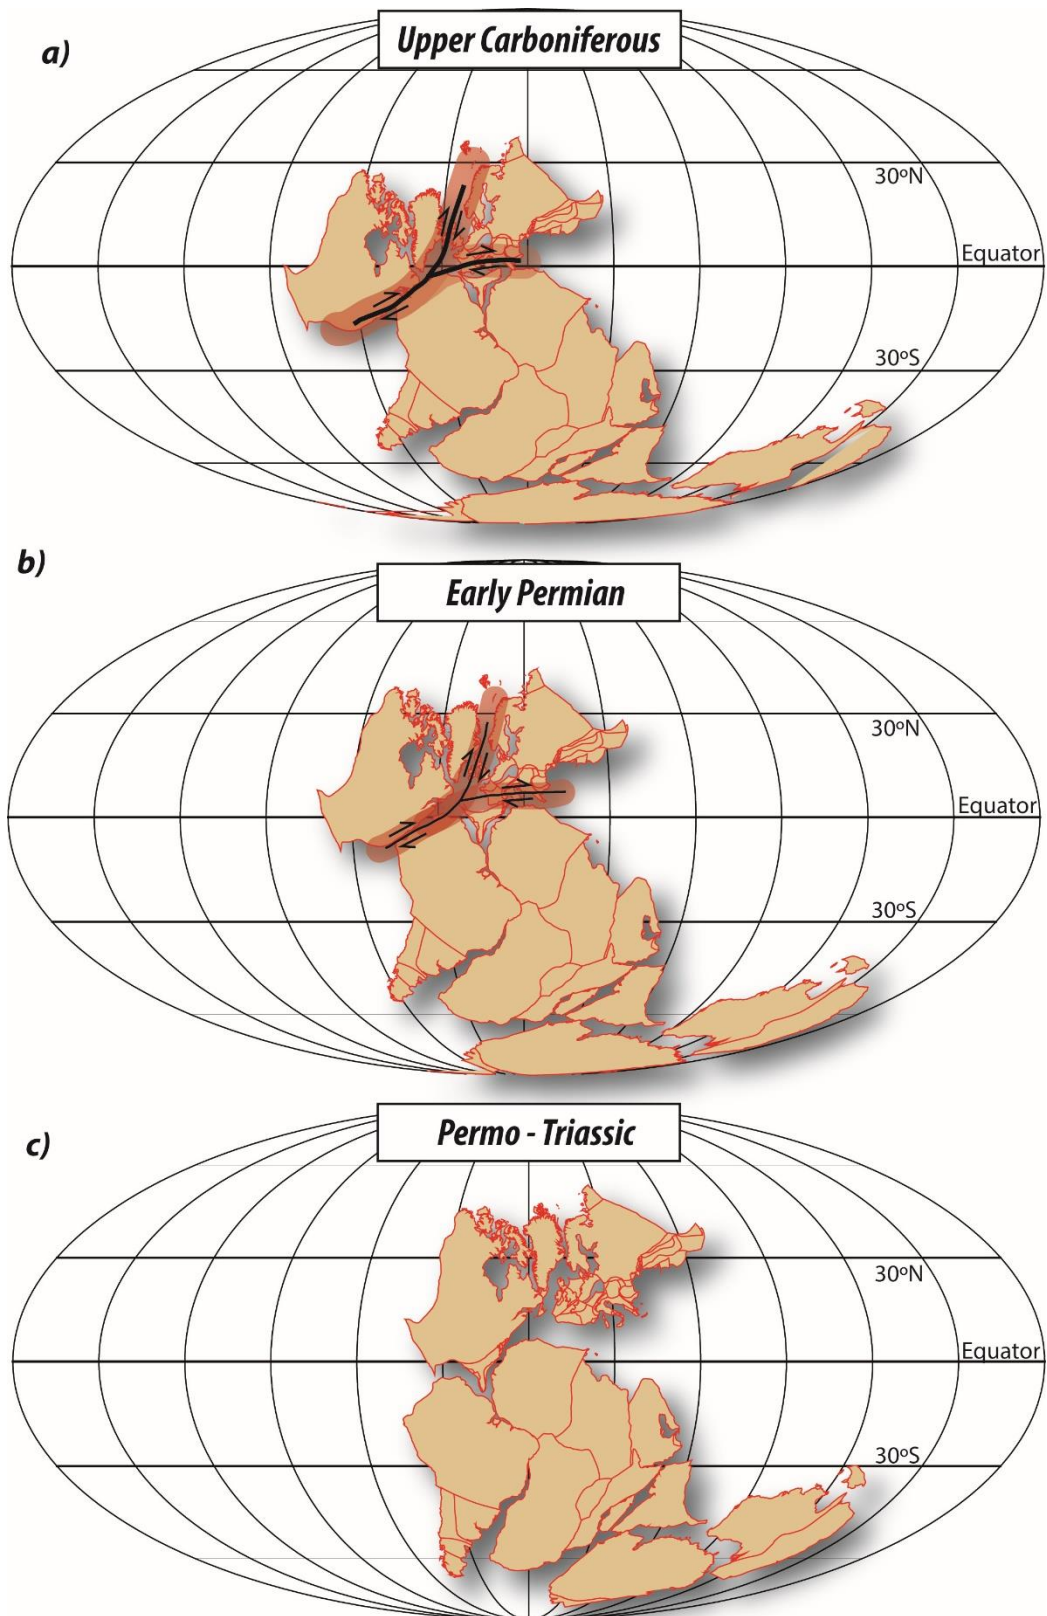 a)
Upper Carboniferous
30ºN
Equator
30ºS
b)
Early Permian
30ºN
Equator
30ºS
c)
Permo - Triassic
30ºN
Equator
30ºS